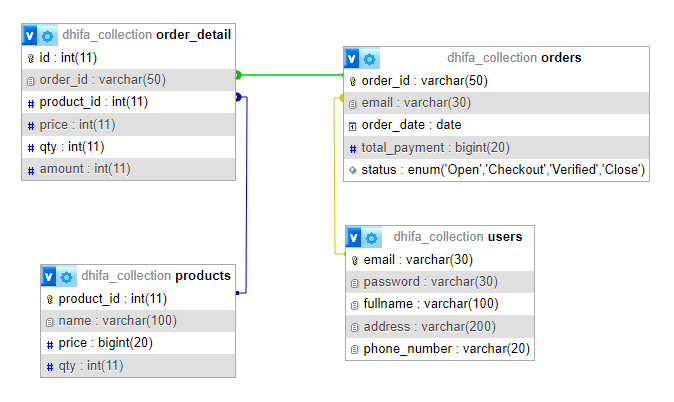 dhifa_collection order_detail
id : int(11)
order_id : varchar(50)
product_id : int(11)
price : int(11)
qty : int(11)
amount : int(11)
dhifa_collection orders
order_id : varchar(50)
email : varchar(30)
order_date : date
total_payment : bigint(20)
status : enum('Open','Checkout','Verified','Close')
dhifa_collection products
product_id : int(11)
name : varchar(100)
price : bigint(20)
qty : int(11)
dhifa_collection users
email : varchar(30)
password : varchar(30)
fullname : varchar(100)
address : varchar(200)
phone_number : varchar(20)